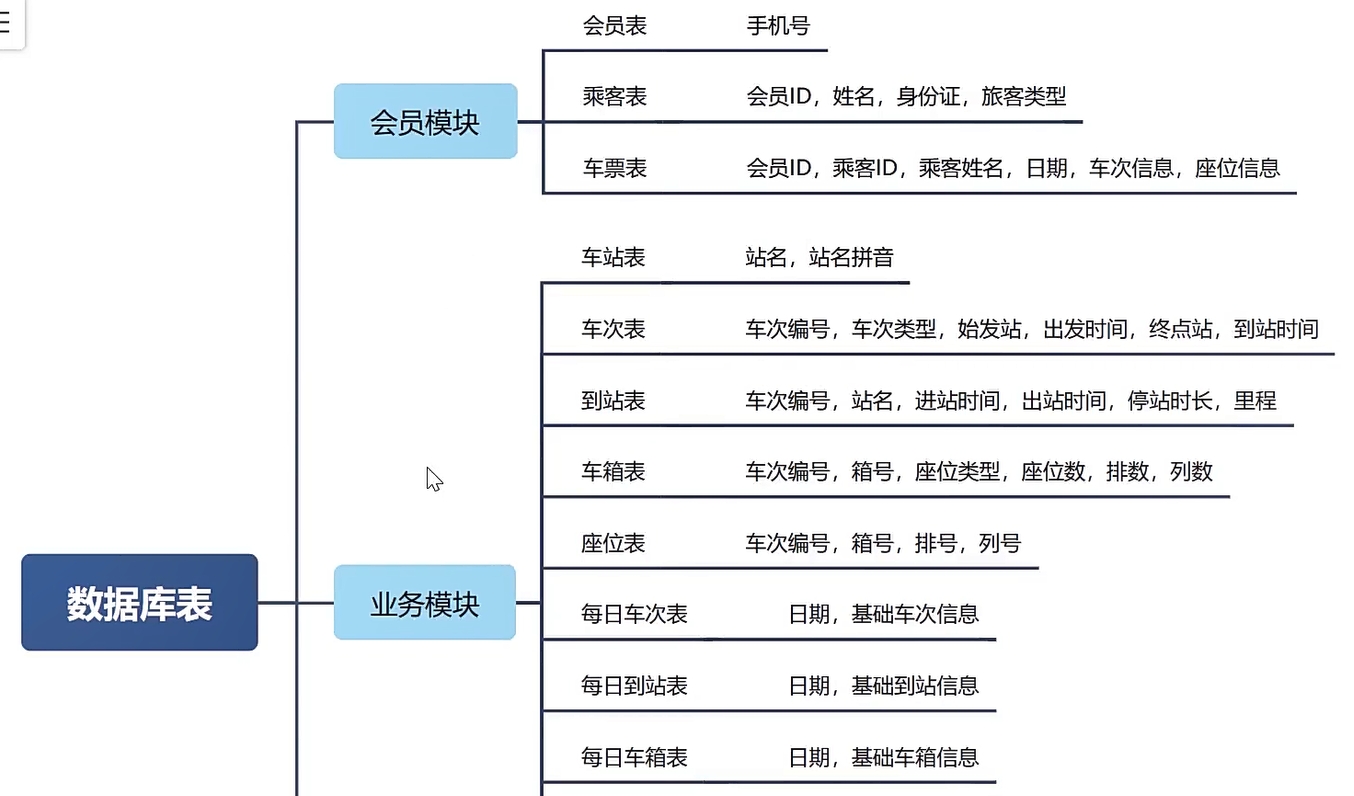 会员表 手机号
乘客表 会员ID，姓名，身份证，旅客类型
会员模块
车票表 会员ID，乘客ID，乘客姓名，日期，车次信息，座位信息
车站表 站名，站名拼音
车次表 车次编号，车次类型，始发站，出发时间，终点站，到站时间
到站表 车次编号，站名，进站时间，出站时间，停站时长，里程
车箱表 车次编号，箱号，座位类型，座位数，排数，列数
座位表 车次编号，箱号，排号，列号
数据库表
业务模块
每日车次表 日期，基础车次信息
每日到站表 日期，基础到站信息
每日车箱表 日期，基础车箱信息